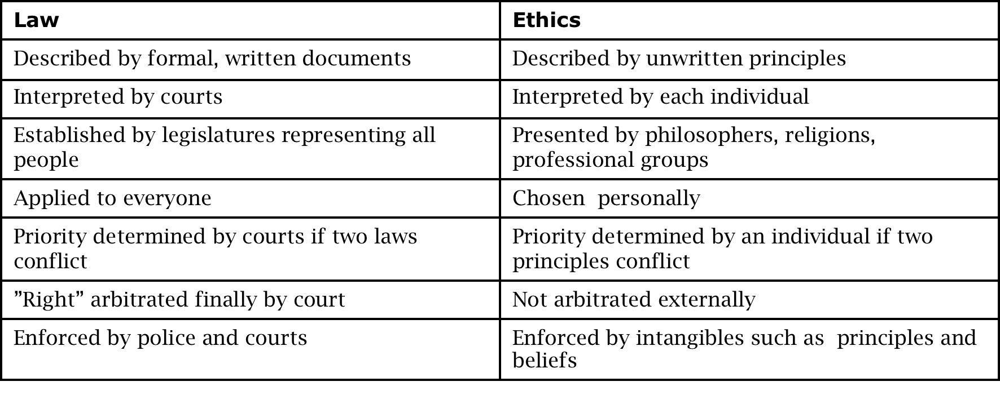 Law
Ethics
Described by formal, written documents
Described by unwritten principles
Interpreted by courts
Interpreted by each individual
Established by legislatures representing all
people
Presented by philosophers, religions,
professional groups
Applied to everyone
Chosen  personally
Priority determined by courts if two laws
conflict
Priority determined by an individual if two
principles conflict
”Right” arbitrated finally by court
Not arbitrated externally
Enforced by police and courts
Enforced by intangibles such as  principles and
beliefs